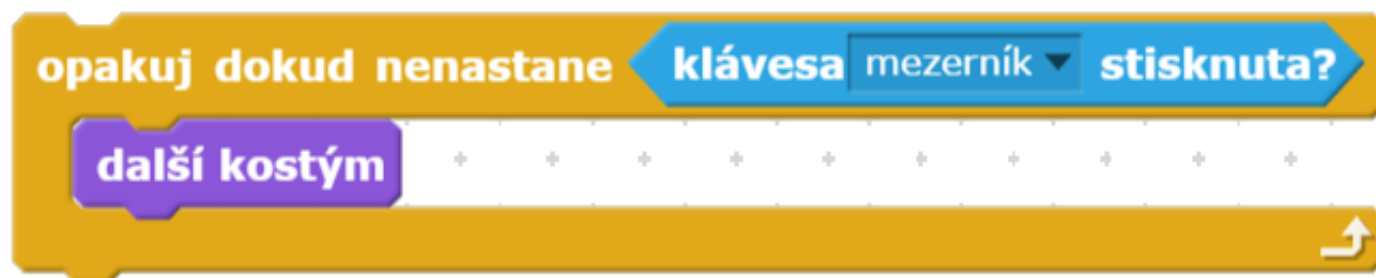 opakuj dokud nenastane klávesa mezerník stisknuta?
další kostým